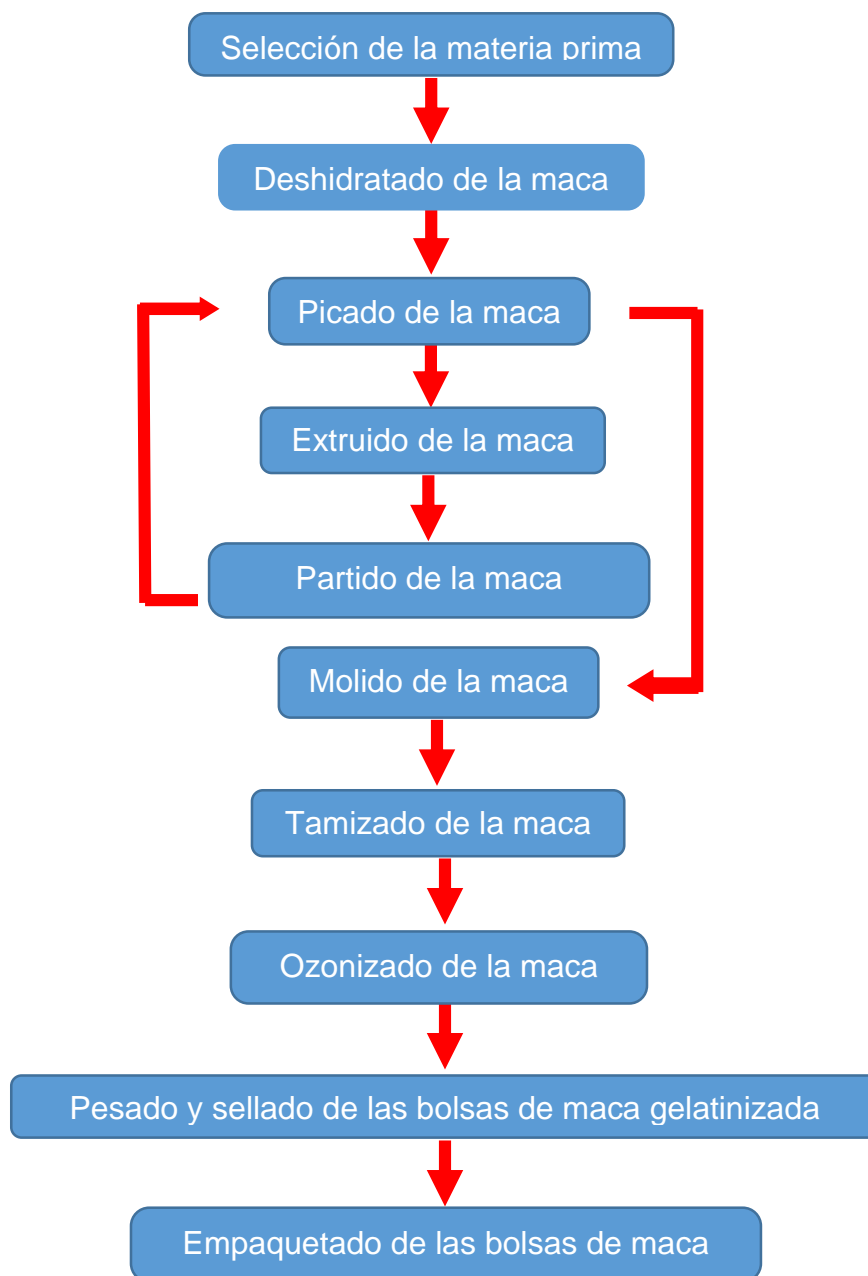 Selección de la materia prima
Deshidratado de la maca
Picado de la maca
Extruido de la maca
Partido de la maca
Molido de la maca
Tamizado de la maca
Ozonizado de la maca
Pesado y sellado de las bolsas de maca gelatinizada
Empaquetado de las bolsas de maca